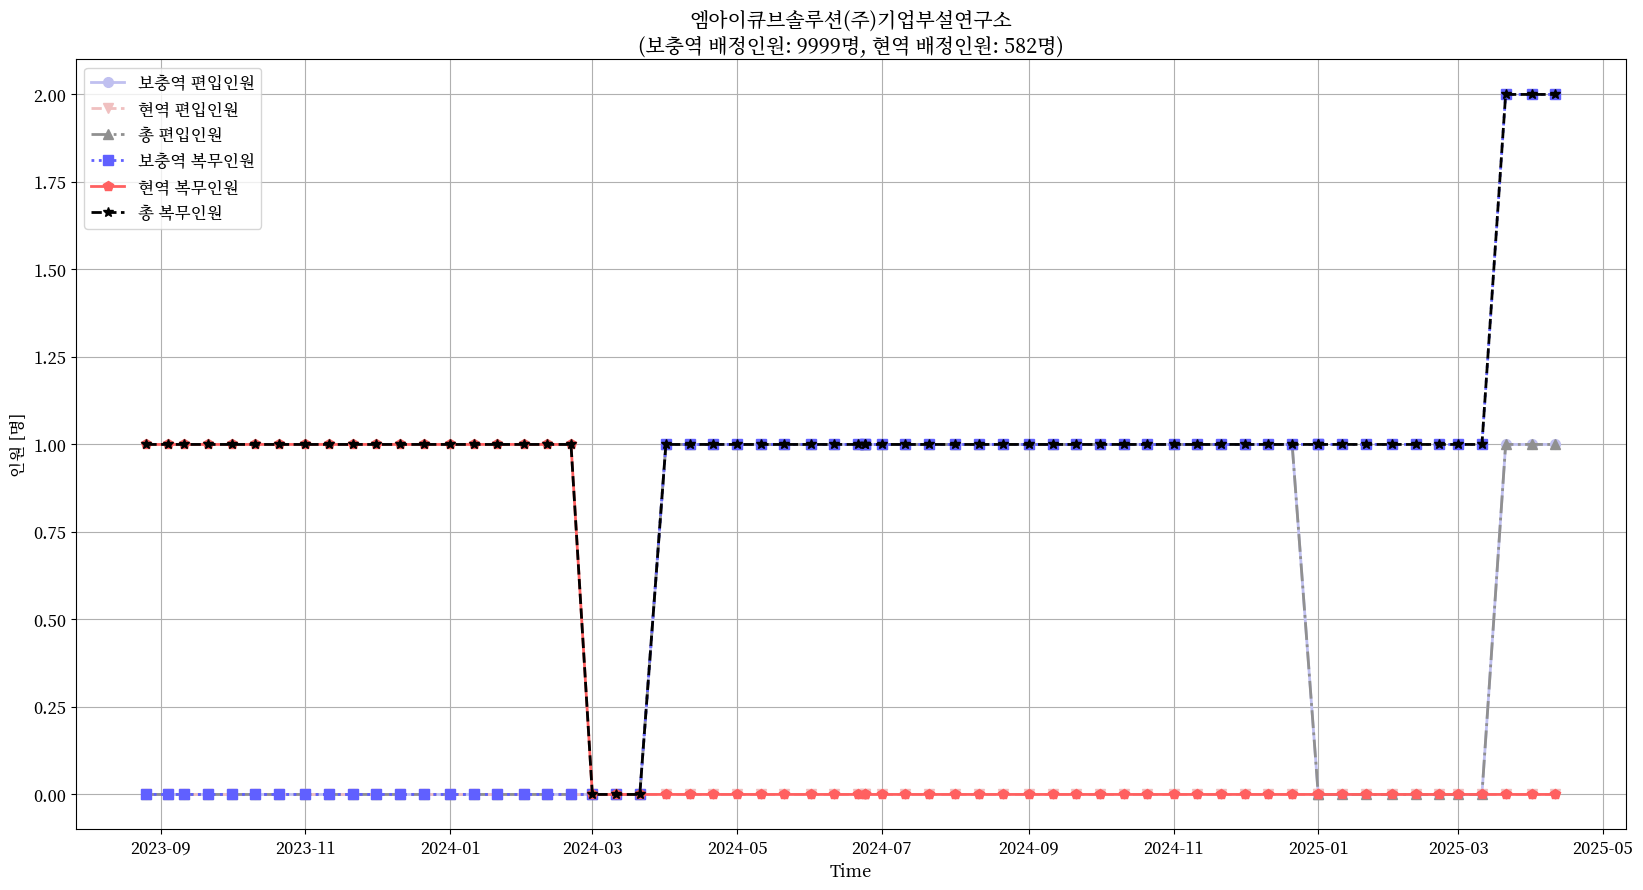 엠아이큐브솔루션(주)기업부설연구소
(보충역 배정인원: 9999명, 현역 배정인원: 582명)
보충역 편입인원
현역 편입인원
총 편입인원
보충역 복무인원
현역 복무인원
총 복무인원
2.00
1.75
1.50
1.25
1.00
0.75
0.50
0.25
0.00
인원 [명]
2023-09 2023-11 2024-01 2024-03 2024-05 2024-07 2024-09 2024-11 2025-01 2025-03 2025-05
Time